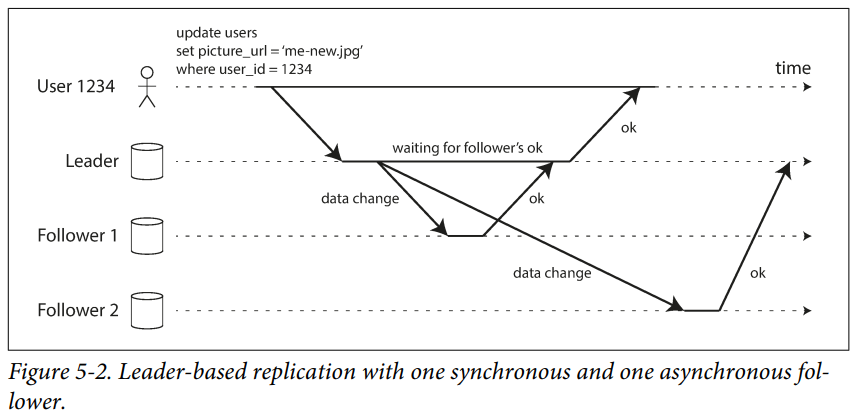 update users
set picture_url = ‘me-new.jpg’
where user_id = 1234
time
User 1234
ok
Leader
waiting for follower’s ok
data change
ok
Follower 1
data change
ok
Follower 2
Figure 5-2. Leader-based replication with one synchronous and one asynchronous fol-
lower.